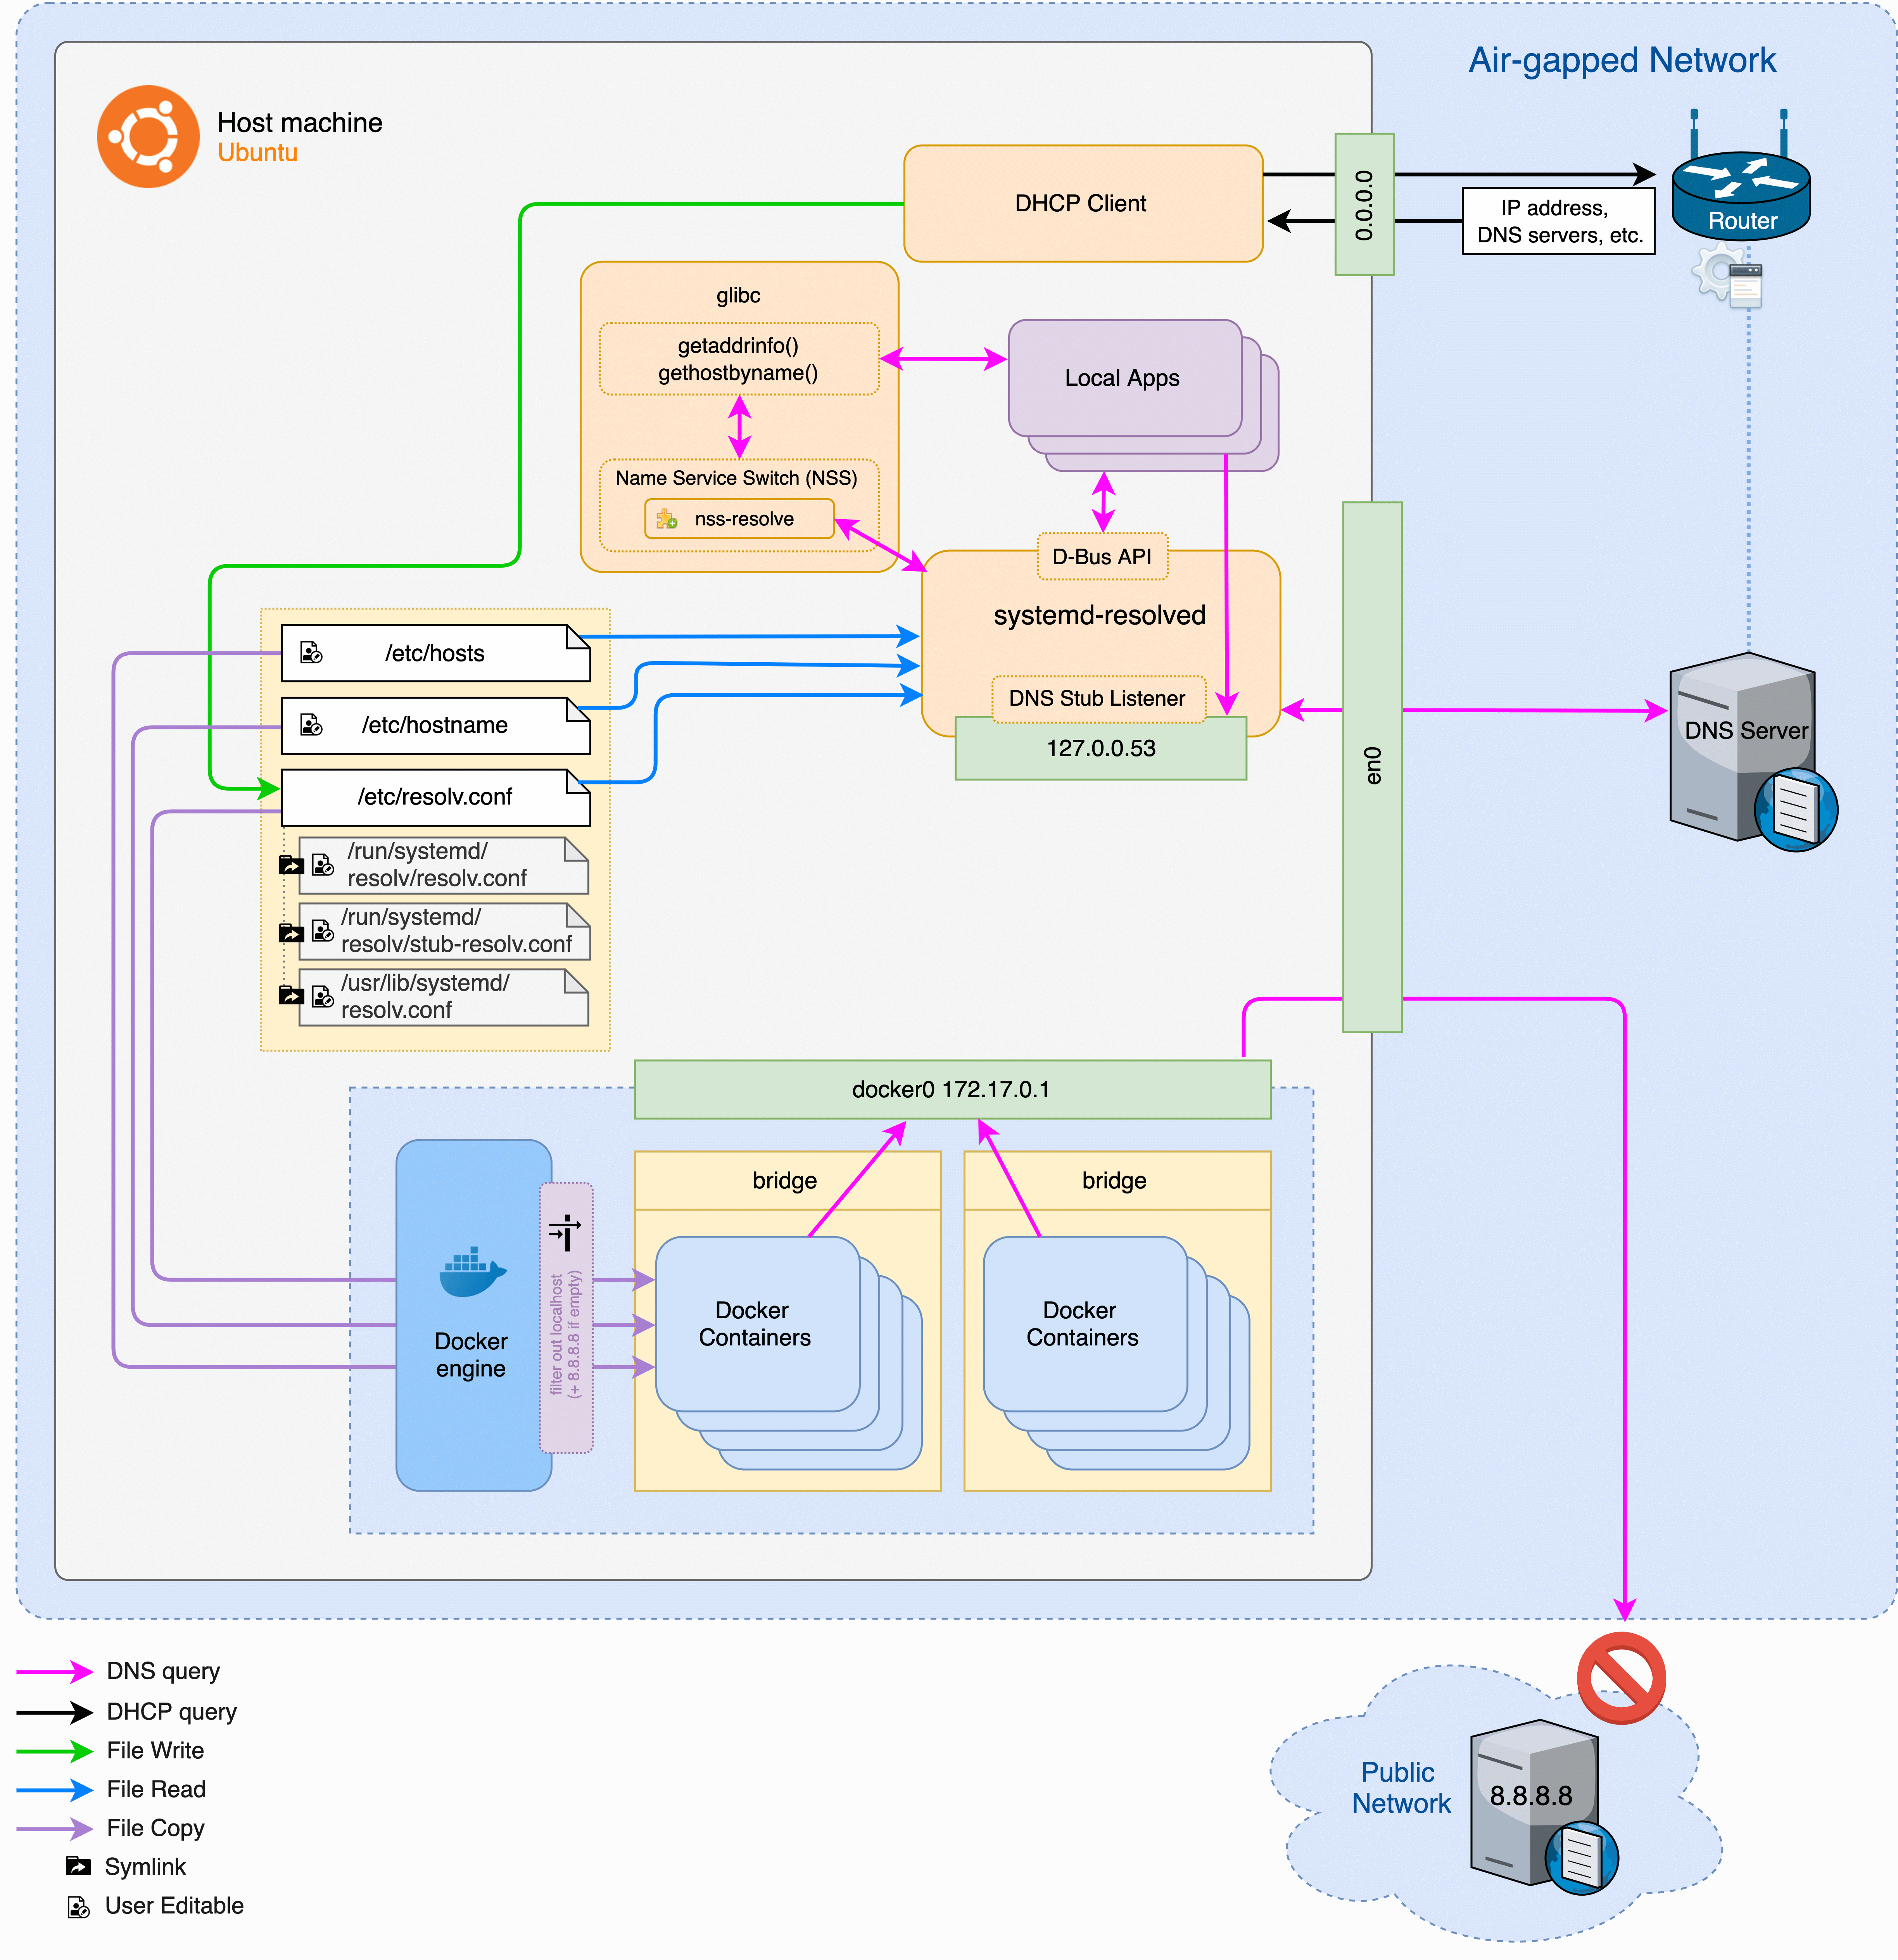 Air-gapped Network
Host machine
Ubuntu
DHCP Client
0.0.0.0
IP address,
DNS servers, etc.
Router
glibc
getaddrinfo()
gethostbyname()
Local Apps
Name Service Switch (NSS)
nss-resolve
D-Bus API
systemd-resolved
DNS Stub Listener
127.0.0.53
en0
DNS Server
/etc/hosts
/etc/hostname
/etc/resolv.conf
/run/systemd/
resolv/resolv.conf
/run/systemd/
resolv/stub-resolv.conf
/usr/lib/systemd/
resolv.conf
docker0 172.17.0.1
bridge
bridge
Docker
engine
filter out localhost
(+ 8.8.8.8 if empty)
Docker
Containers
Docker
Containers
DNS query
DHCP query
File Write
File Read
File Copy
Symlink
User Editable
Public
Network
8.8.8.8